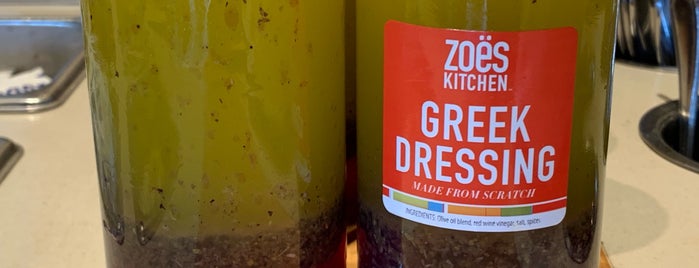 ZOËS
KITCHEN
GREEK
DRESSING
MADE FROM SCRATCH
INGREDIENTS: Olive oil blend, red wine vinegar, salt, spices